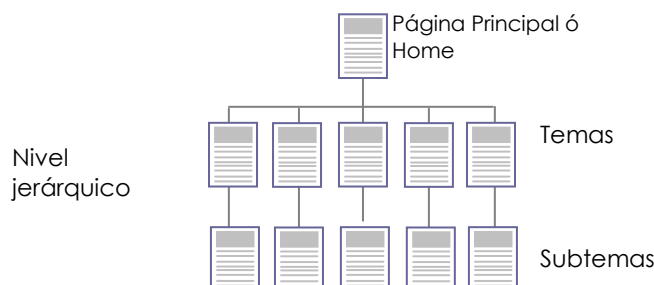 Página Principal ó
Home
Temas
Nivel
jerárquico
Subtemas